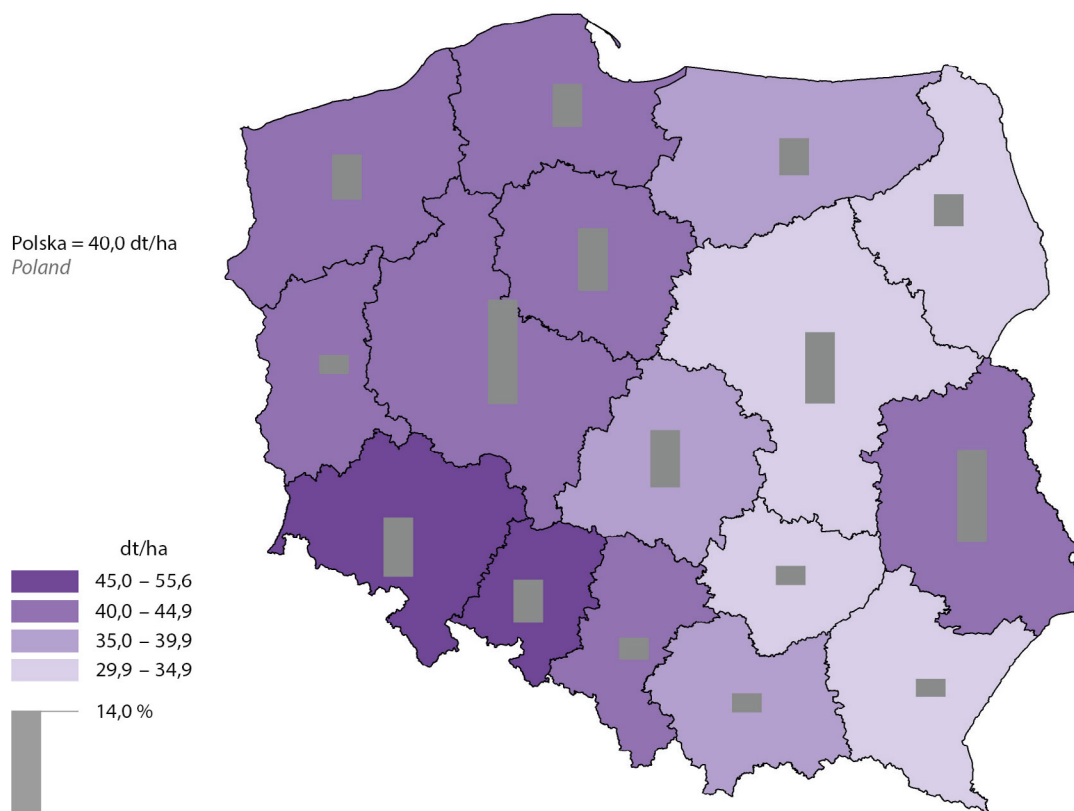 Polska = 40,0 dt/ha
Poland
dt/ha
45,0 – 55,6
40,0 – 44,9
35,0 – 39,9
29,9 – 34,9
14,0 %